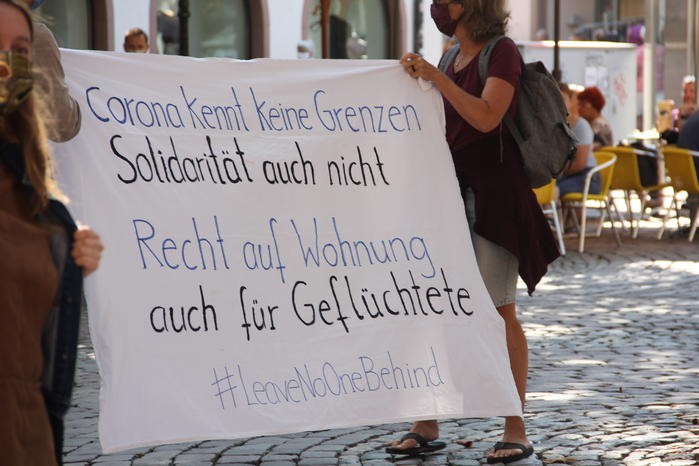 Corona kennt keine Grenzen
Solidarität auch nicht
Recht auf Wohnung
auch für Geflüchtete
#LeaveNoOneBehind